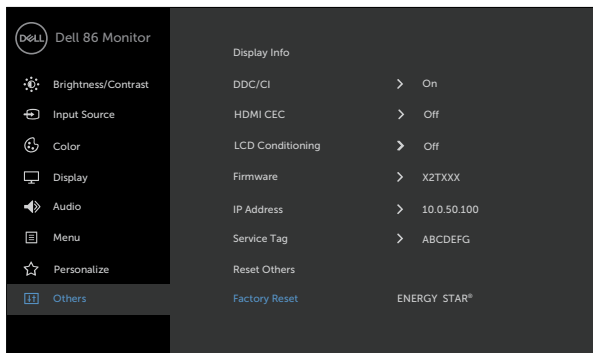 DELL Dell 86 Monitor
Display Info
Brightness/Contrast DDC/CI On
Input Source HDMI CEC Off
Color LCD Conditioning Off
Display Firmware X2TXXX
Audio IP Address 10.0.50.100
Menu Service Tag ABCDEFG
Personalize Reset Others
Others Factory Reset ENERGY STAR®